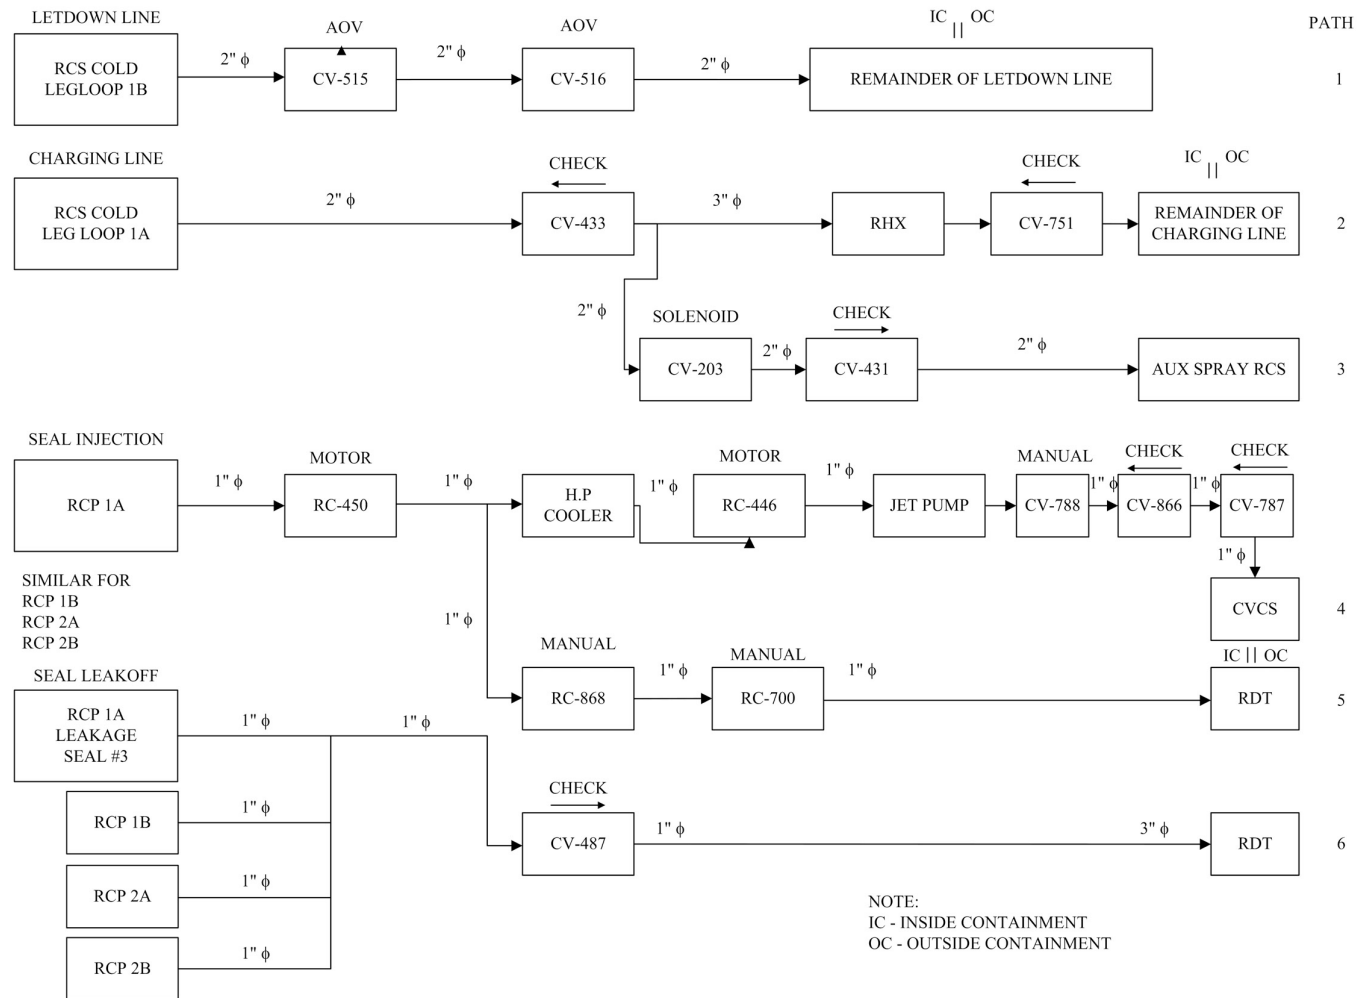 LETDOWN LINE
AOV
AOV
IC || OC
PATH
RCS COLD
LEGLOOP 1B
2" ϕ
CV-515
2" ϕ
CV-516
2" ϕ
REMAINDER OF LETDOWN LINE
1
CHARGING LINE
CHECK
CHECK
IC || OC
RCS COLD
LEG LOOP 1A
2" ϕ
CV-433
3" ϕ
RHX
CV-751
REMAINDER OF
CHARGING LINE
2
2" ϕ
SOLENOID
CHECK
CV-203
2" ϕ
CV-431
2" ϕ
AUX SPRAY RCS
3
SEAL INJECTION
MOTOR
MOTOR
MANUAL
CHECK
CHECK
RCP 1A
1" ϕ
RC-450
1" ϕ
H.P
COOLER
1" ϕ
RC-446
1" ϕ
JET PUMP
CV-788
1" ϕ
CV-866
1" ϕ
CV-787
1" ϕ
SIMILAR FOR
RCP 1B
RCP 2A
RCP 2B
1" ϕ
CVCS
4
SEAL LEAKOFF
MANUAL
MANUAL
IC || OC
RC-868
1" ϕ
RC-700
1" ϕ
RDT
5
RCP 1A
LEAKAGE
SEAL #3
1" ϕ
1" ϕ
RCP 1B
1" ϕ
CHECK
CV-487
1" ϕ
3" ϕ
RDT
6
RCP 2A
1" ϕ
RCP 2B
1" ϕ
NOTE:
IC - INSIDE CONTAINMENT
OC - OUTSIDE CONTAINMENT